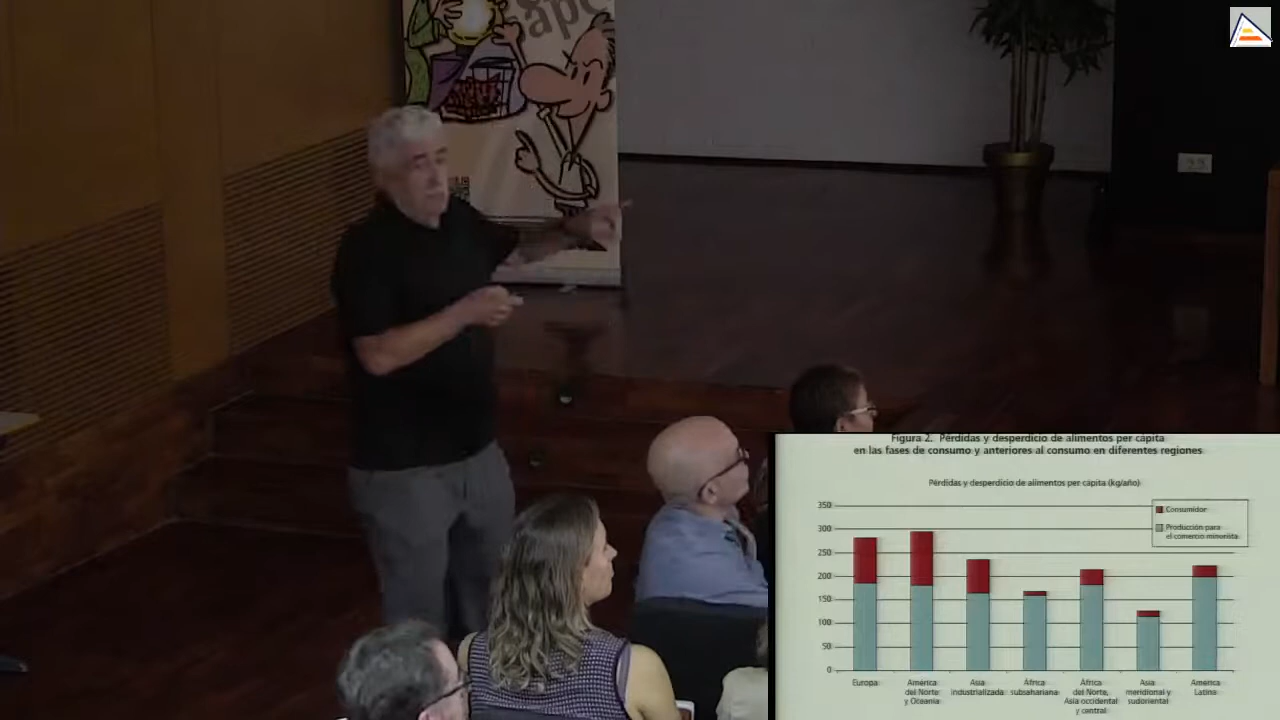 ape
Figura 2. Pérdidas y desperdicio de alimentos per cápita
en las fases de consumo y anteriores al consumo en diferentes regiones
Pérdidas y desperdicio de alimentos per cápita (kg/año)
350
300
250
200
150
100
50
0
Consumidor
Producción para
el comercio minorista
Europa
América
del Norte
y Oceanía
Asia
industrializada
África
subsahariana
África
del Norte,
Asia occidental
y central
Asia
meridional y
sudoriental
América
Latina